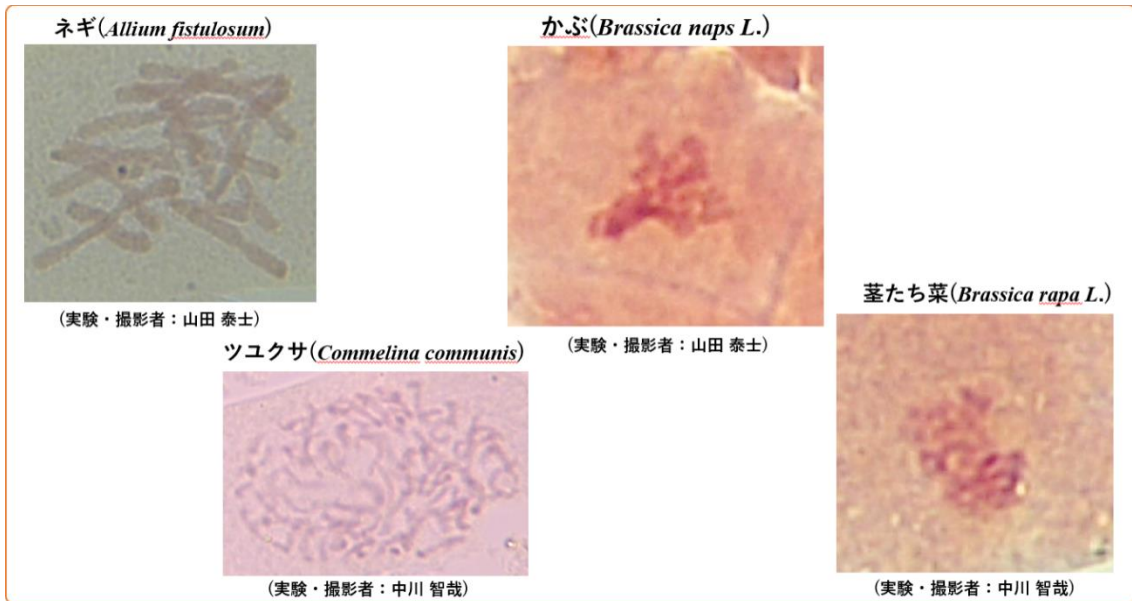 ネギ(Allium fistulosum)
(実験・撮影者：山田 泰士)
かぶ(Brassica naps L.)
(実験・撮影者：山田 泰士)
ツユクサ(Commelina communis)
(実験・撮影者：中川 智哉)
茎たち菜(Brassica rapa L.)
(実験・撮影者：中川 智哉)